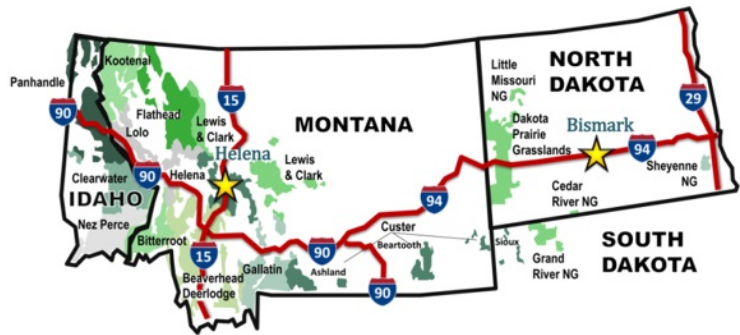 Kootenai
Panhandle
90
Flathead
Lolo
15
Lewis
& Clark
MONTANA
Helena
Lewis
& Clark
90
Helena
Clearwater
IDAHO
Nez Perce
Bitterroot
15
Beaverhead
Deerlodge
Gallatin
90
Ashland
Custer
Beartooth
90
94
Sioux
Little
Missouri
NG
NORTH
DAKOTA
29
Dakota
Prairie
Grasslands
Bismark
94
Sheyenne
NG
Cedar
River NG
Grand
River NG
SOUTH
DAKOTA